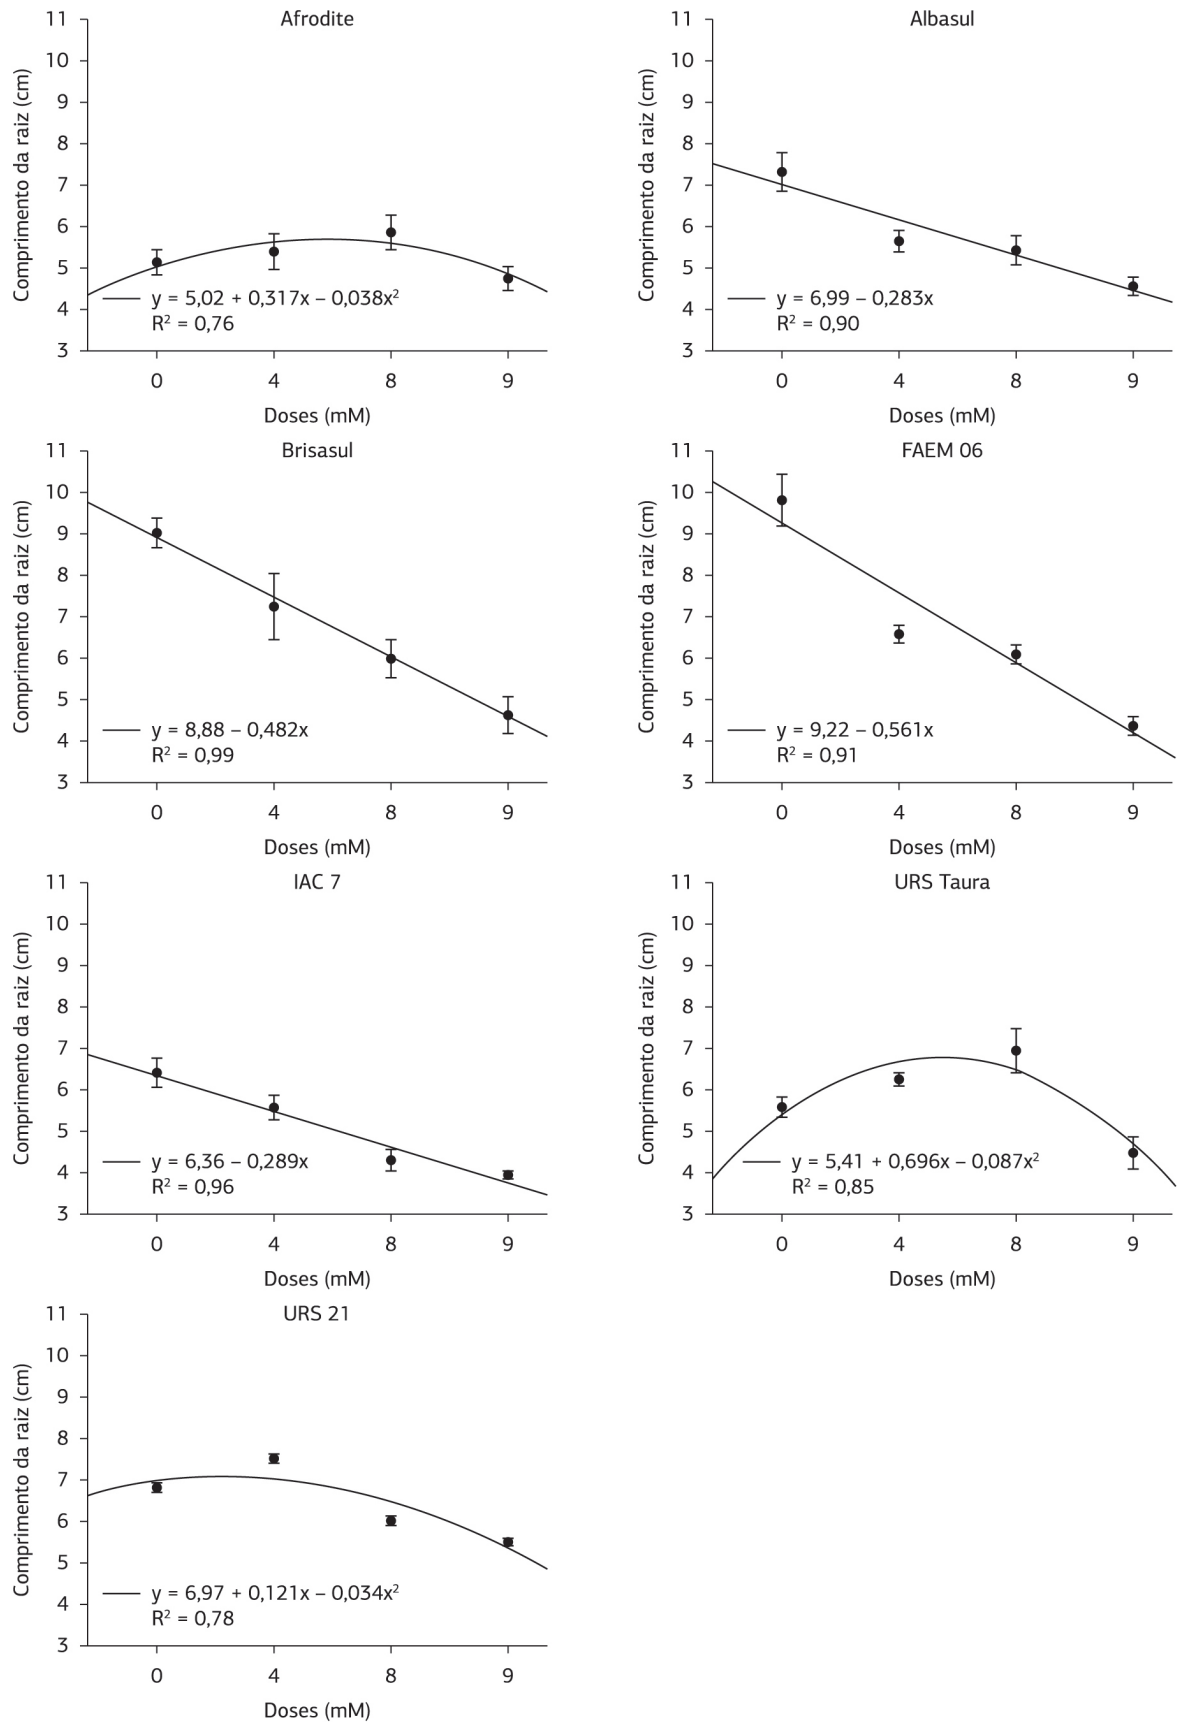 Afrodite
11
10
9
8
7
6
5
4
3
Comprimento da raiz (cm)
y = 5,02 + 0,317x – 0,038x²
R² = 0,76
0 4 8 9
Doses (mM)
Albasul
11
10
9
8
7
6
5
4
3
Comprimento da raiz (cm)
y = 6,99 – 0,283x
R² = 0,90
0 4 8 9
Doses (mM)
Brisasul
11
10
9
8
7
6
5
4
3
Comprimento da raiz (cm)
y = 8,88 – 0,482x
R² = 0,99
0 4 8 9
Doses (mM)
FAEM 06
11
10
9
8
7
6
5
4
3
Comprimento da raiz (cm)
y = 9,22 – 0,561x
R² = 0,91
0 4 8 9
Doses (mM)
IAC 7
11
10
9
8
7
6
5
4
3
Comprimento da raiz (cm)
y = 6,36 – 0,289x
R² = 0,96
0 4 8 9
Doses (mM)
URS Taura
11
10
9
8
7
6
5
4
3
Comprimento da raiz (cm)
y = 5,41 + 0,696x – 0,087x²
R² = 0,85
0 4 8 9
Doses (mM)
URS 21
11
10
9
8
7
6
5
4
3
Comprimento da raiz (cm)
y = 6,97 + 0,121x – 0,034x²
R² = 0,78
0 4 8 9
Doses (mM)